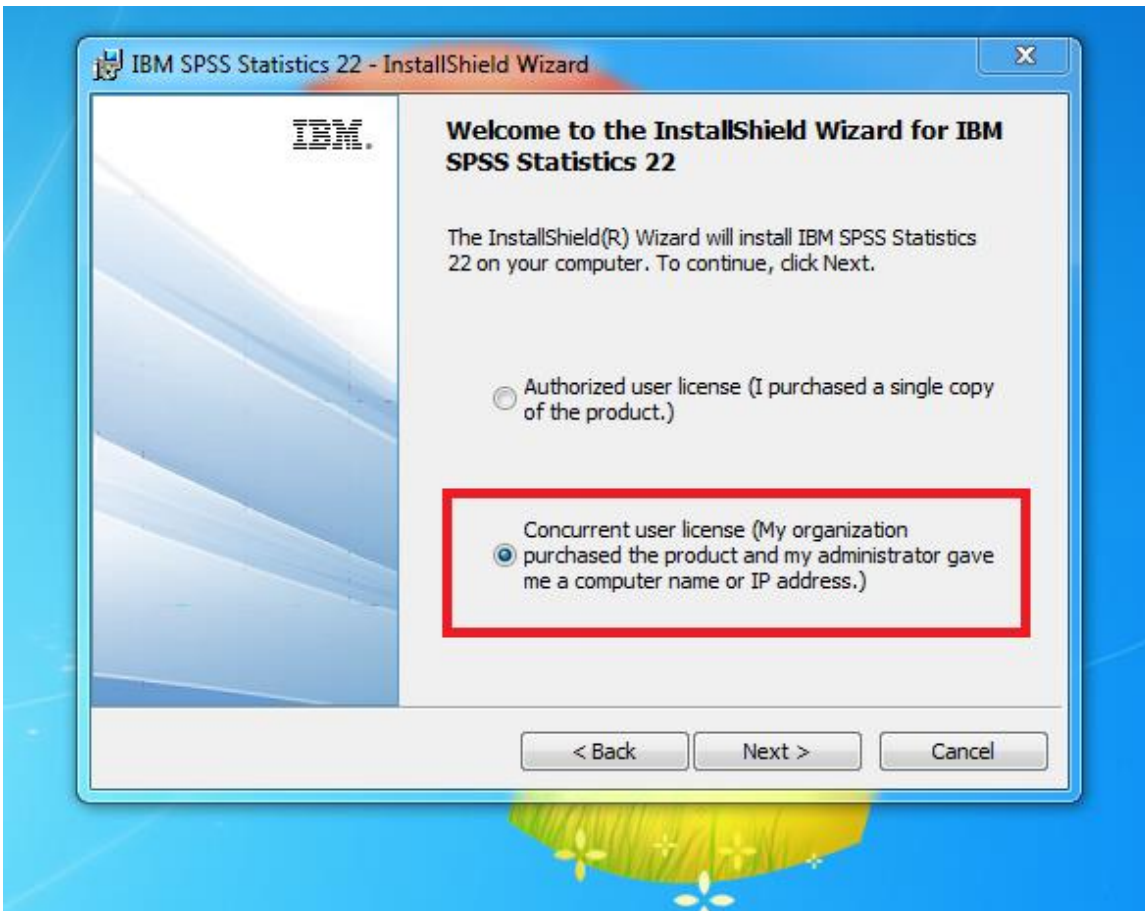 IBM SPSS Statistics 22 - InstallShield Wizard
X
IBM.
Welcome to the InstallShield Wizard for IBM
SPSS Statistics 22
The InstallShield(R) Wizard will install IBM SPSS Statistics
22 on your computer. To continue, click Next.
Authorized user license (I purchased a single copy
of the product.)
Concurrent user license (My organization
purchased the product and my administrator gave
me a computer name or IP address.)
< Back
Next >
Cancel